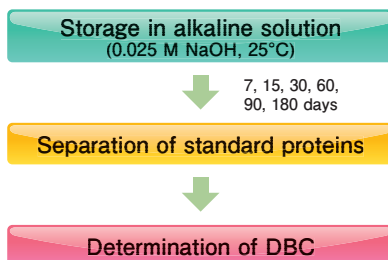 Storage in alkaline solution
(0.025 M NaOH, 25°C)
7, 15, 30, 60,
90, 180 days
Separation of standard proteins
Determination of DBC